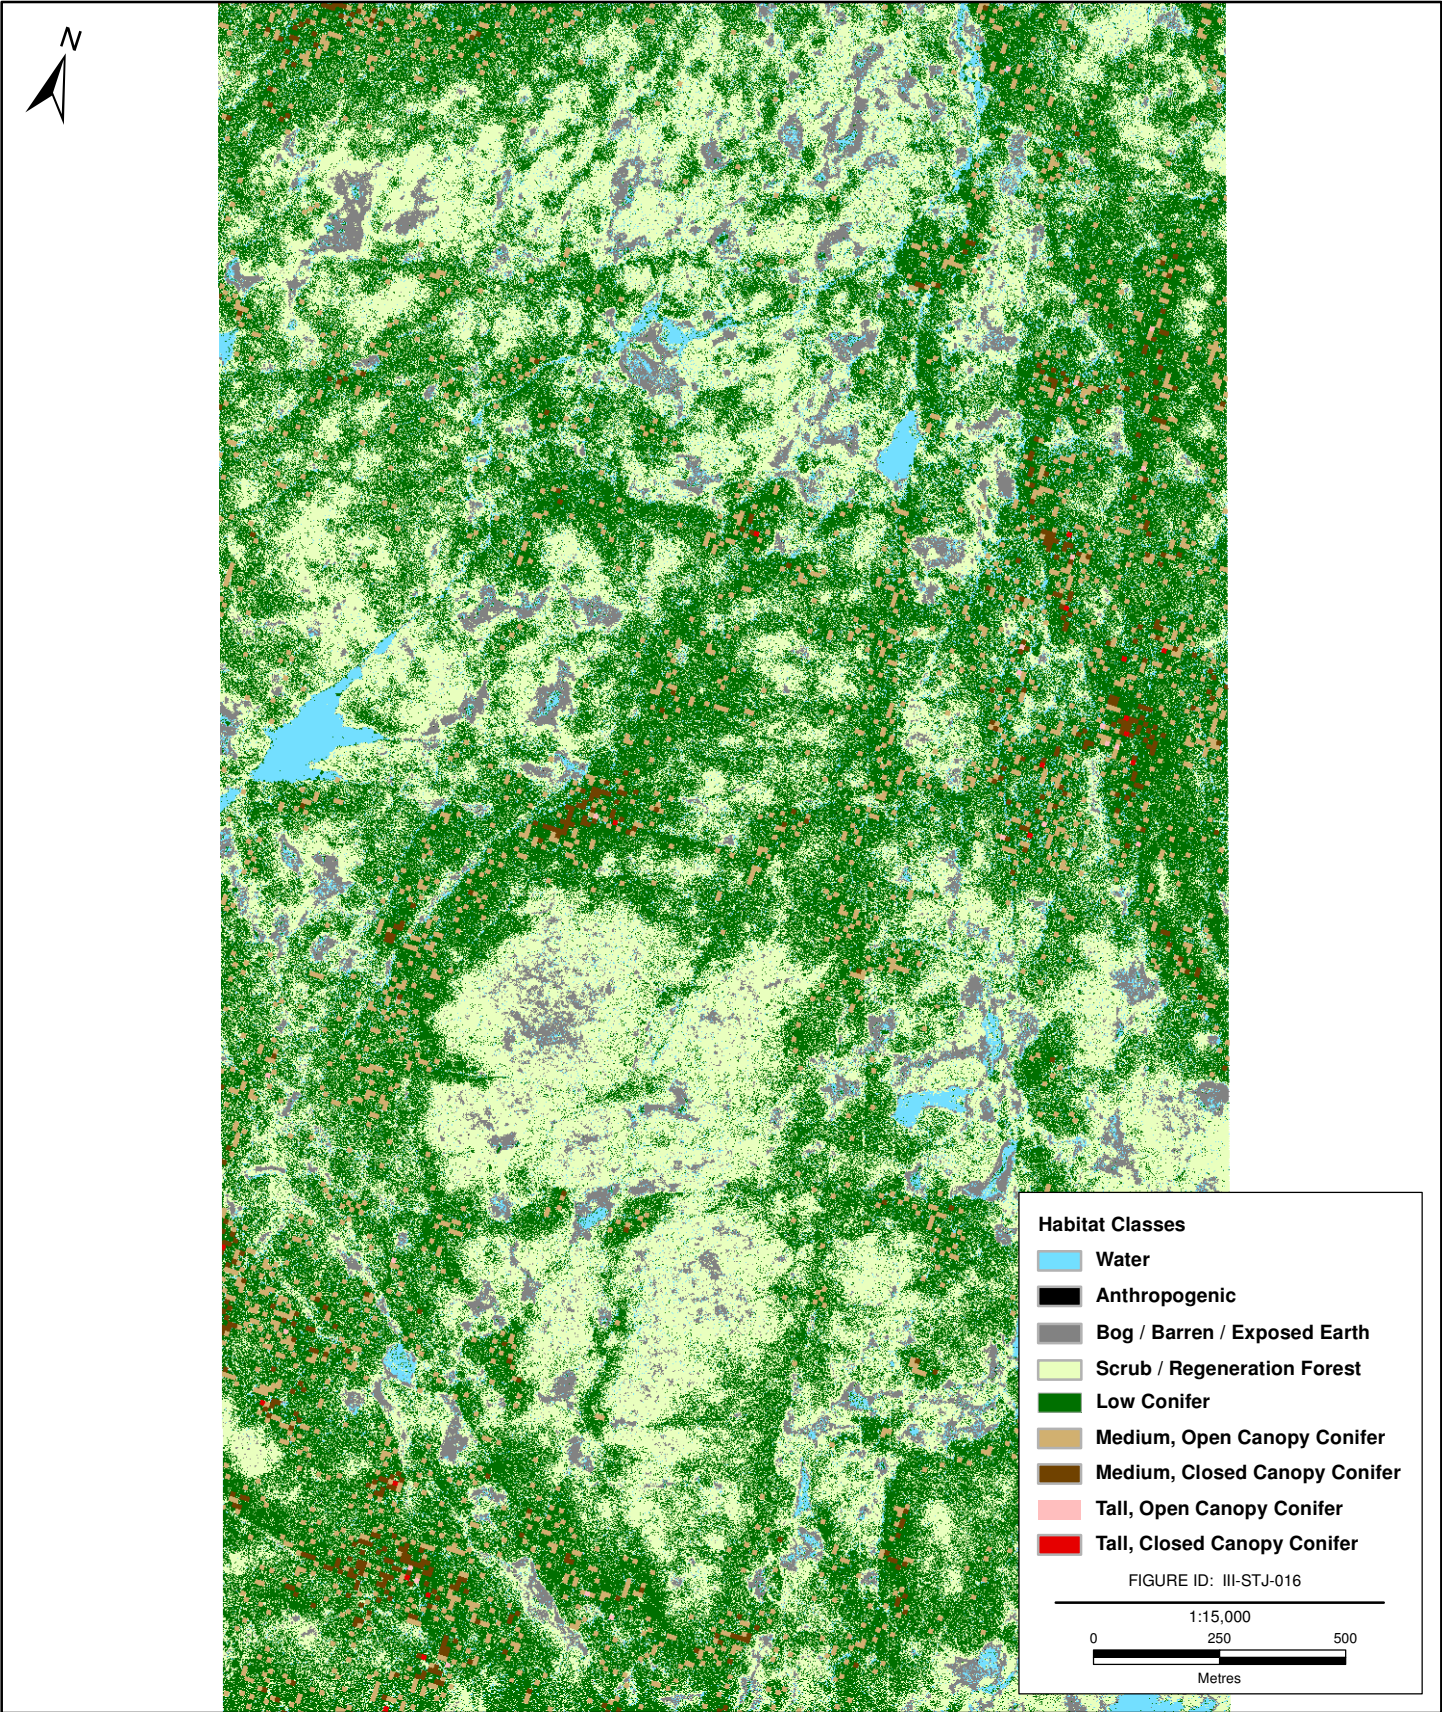 N
Habitat Classes
Water
Anthropogenic
Bog / Barren / Exposed Earth
Scrub / Regeneration Forest
Low Conifer
Medium, Open Canopy Conifer
Medium, Closed Canopy Conifer
Tall, Open Canopy Conifer
Tall, Closed Canopy Conifer
FIGURE ID: III-STJ-016
1:15,000
0 250 500
Metres